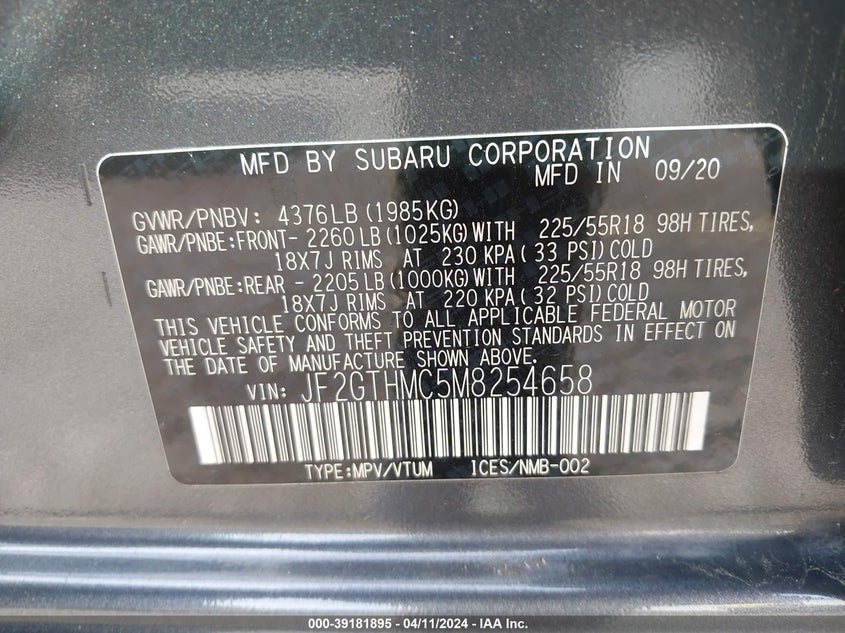 MFD BY SUBARU CORPORATION
MFD IN 09/20
GVWR/PNBV: 4376LB(1985KG)
GAWR/PNBE:FRONT- 2260LB(1025KG)WITH 225/55R18 98H TIRES,
18X7J RIMS AT 230 KPA( 33 PSI)COLD
GAWR/PNBE:REAR - 2205LB(1000KG)WITH 225/55R18 98H TIRES,
18X7J RIMS AT 220 KPA( 32 PSI)COLD
THIS VEHICLE CONFORMS TO ALL APPLICABLE FEDERAL MOTOR
VEHICLE SAFETY AND THEFT PREVENTION STANDARDS IN EFFECT ON
THE DATE OF MANUFACTURE SHOWN ABOVE.
VIN: JF2GTHMC5M8254658
TYPE:MPV/VTUM ICES/NMB-002
000-39181895 - 04/11/2024 - IAA Inc.